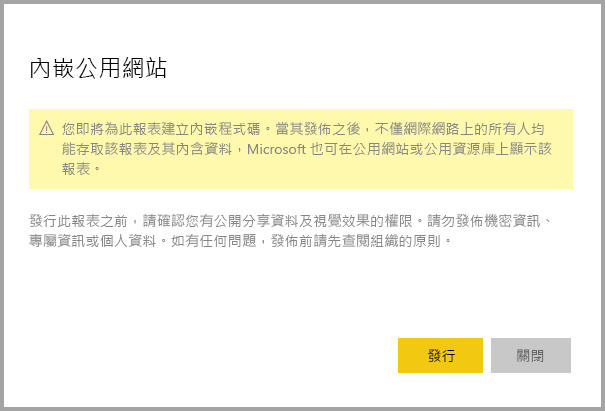 內嵌公用網站
您即將為此報表建立內嵌程式碼。當其發佈之後，不僅網際網路上的所有人均
能存取該報表及其內含資料，Microsoft 也可在公用網站或公用資源庫上顯示該
報表。
發行此報表之前，請確認您有公開分享資料及視覺效果的權限。請勿發佈機密資訊、
專屬資訊或個人資料。如有任何問題，發佈前請先查閱組織的原則。
發行
關閉